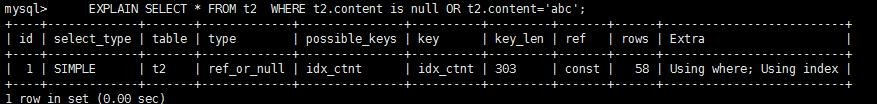 mysql>      EXPLAIN SELECT * FROM t2  WHERE t2.content is null OR t2.content='abc';
+----+-------------+-------+-------------+---------------+----------+---------+-------+------+--------------------------+
| id | select_type | table | type        | possible_keys | key      | key_len | ref   | rows | Extra                    |
+----+-------------+-------+-------------+---------------+----------+---------+-------+------+--------------------------+
|  1 | SIMPLE      | t2    | ref_or_null | idx_ctnt      | idx_ctnt | 303     | const |   58 | Using where; Using index |
+----+-------------+-------+-------------+---------------+----------+---------+-------+------+--------------------------+
1 row in set (0.00 sec)